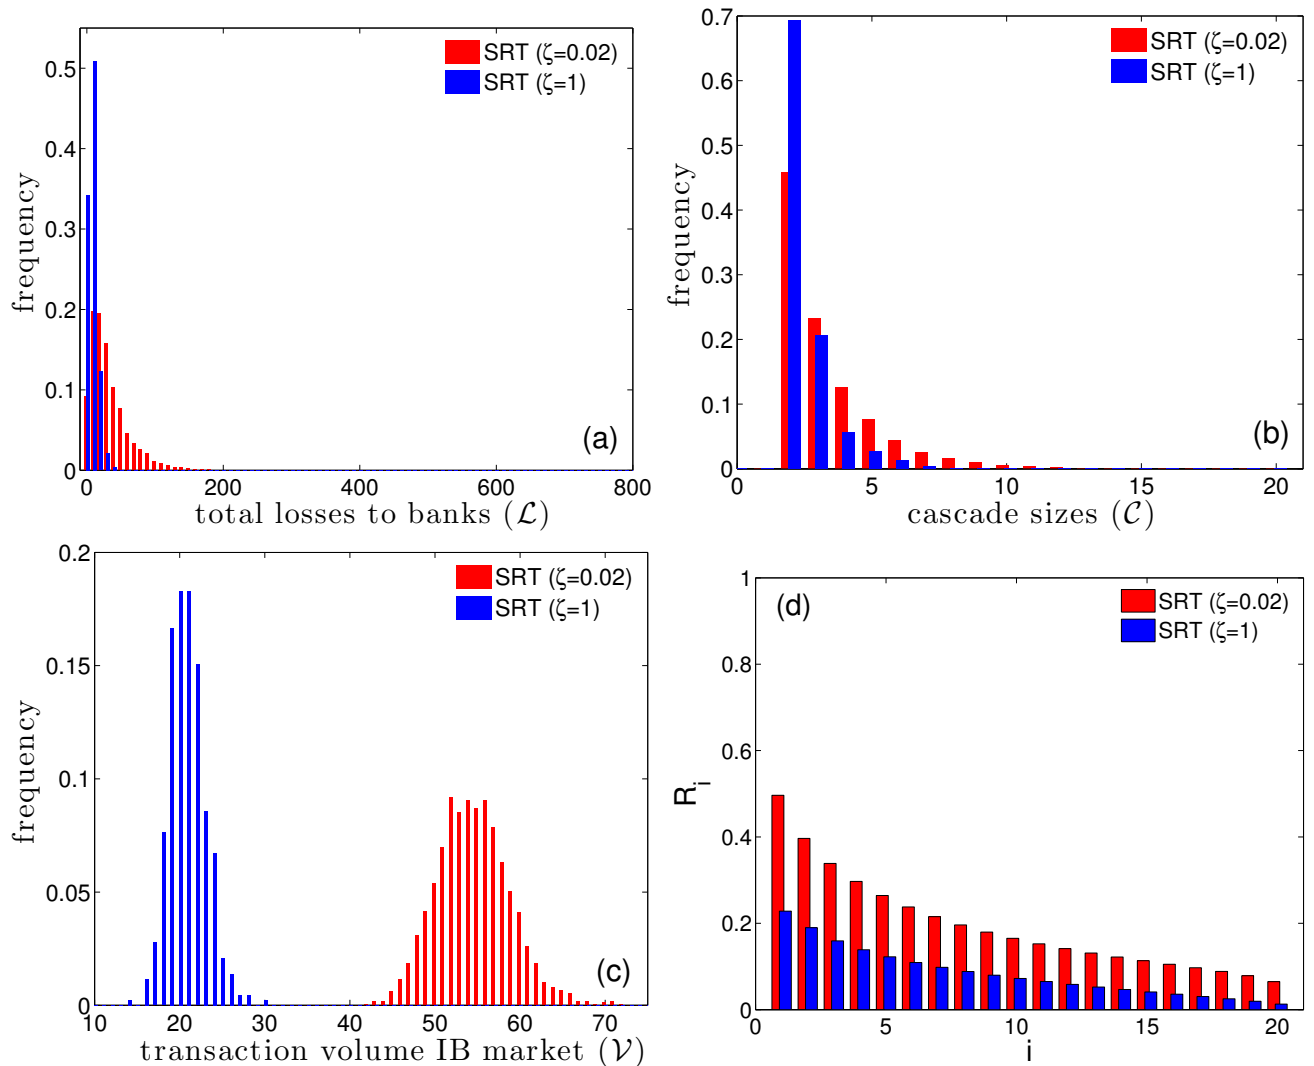 SRT (ζ=0.02)
SRT (ζ=1)
0.5
0.4
0.3
0.2
0.1
0
frequency
(a)
0 200 400 600 800
total losses to banks (ℒ)
0.7
0.6
0.5
0.4
0.3
0.2
0.1
0
frequency
SRT (ζ=0.02)
SRT (ζ=1)
(b)
0 5 10 15 20
cascade sizes (𝒞)
0.2
0.15
0.1
0.05
0
frequency
SRT (ζ=0.02)
SRT (ζ=1)
(c)
10 20 30 40 50 60 70
transaction volume IB market (𝒱)
1
0.8
0.6
0.4
0.2
0
R_i
(d)
SRT (ζ=0.02)
SRT (ζ=1)
0 5 10 15 20
i